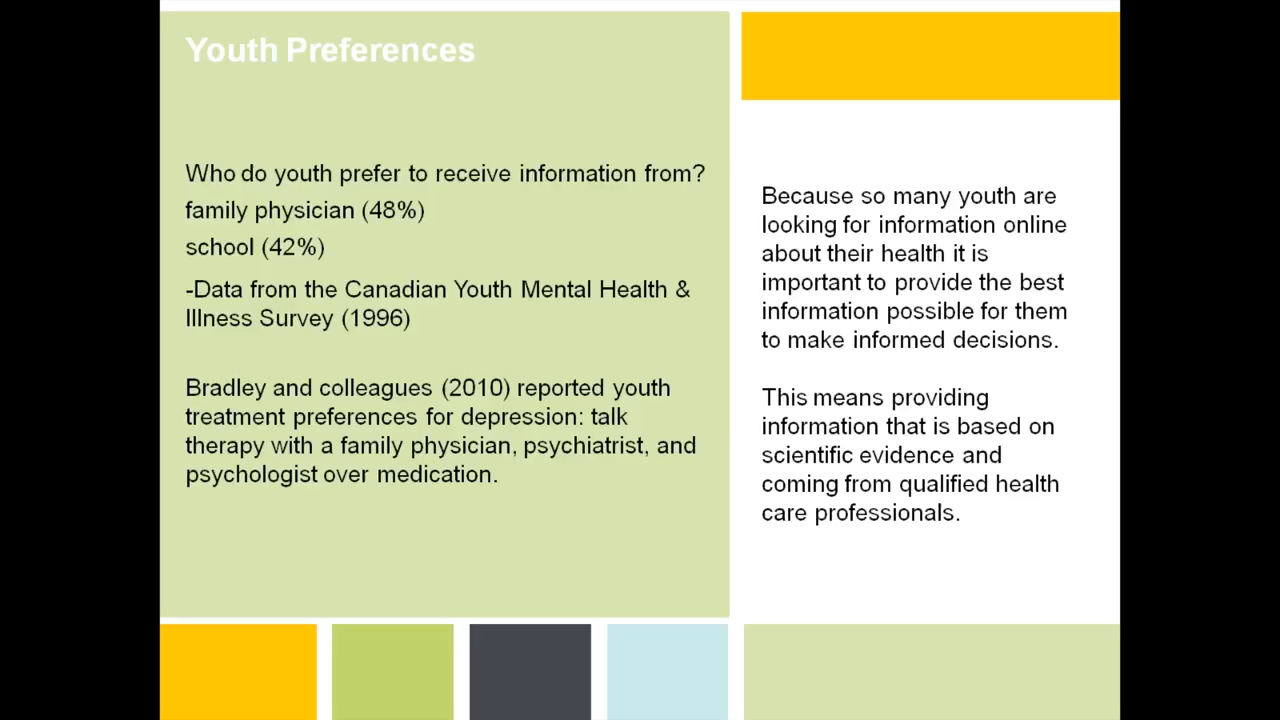 Youth Preferences
Who do youth prefer to receive information from?
family physician (48%)
school (42%)
-Data from the Canadian Youth Mental Health &
Illness Survey (1996)
Bradley and colleagues (2010) reported youth
treatment preferences for depression: talk
therapy with a family physician, psychiatrist, and
psychologist over medication.
Because so many youth are
looking for information online
about their health it is
important to provide the best
information possible for them
to make informed decisions.
This means providing
information that is based on
scientific evidence and
coming from qualified health
care professionals.